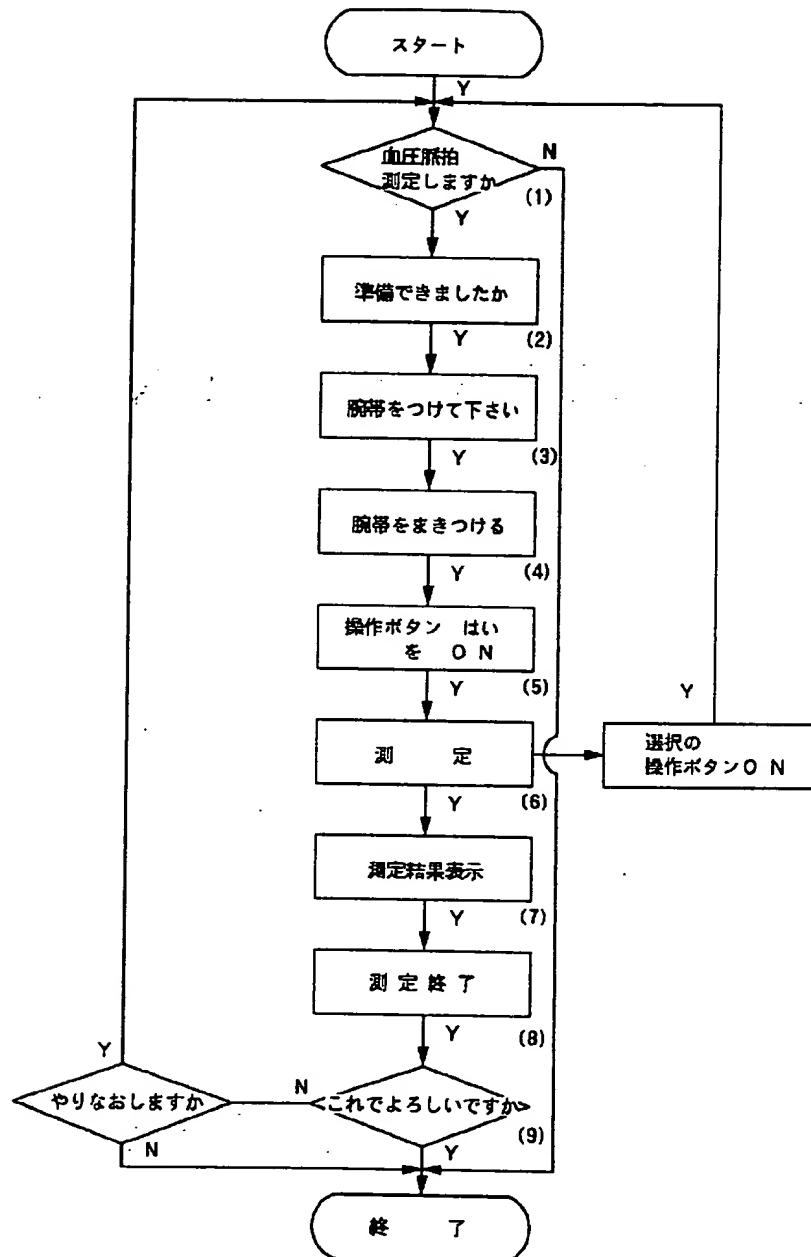 スタート
Y
血圧脈拍
測定しますか
N
(1)
Y
準備できましたか
Y
(2)
腕帯をつけて下さい
Y
(3)
腕帯をまきつける
Y
(4)
操作ボタン はい
を ON
Y
(5)
Y
測 定
選択の
操作ボタンON
Y
(6)
測定結果表示
Y
(7)
測定終了
Y
(8)
Y
やりなおしますか
N
これでよろしいですか
(9)
N
Y
終 了